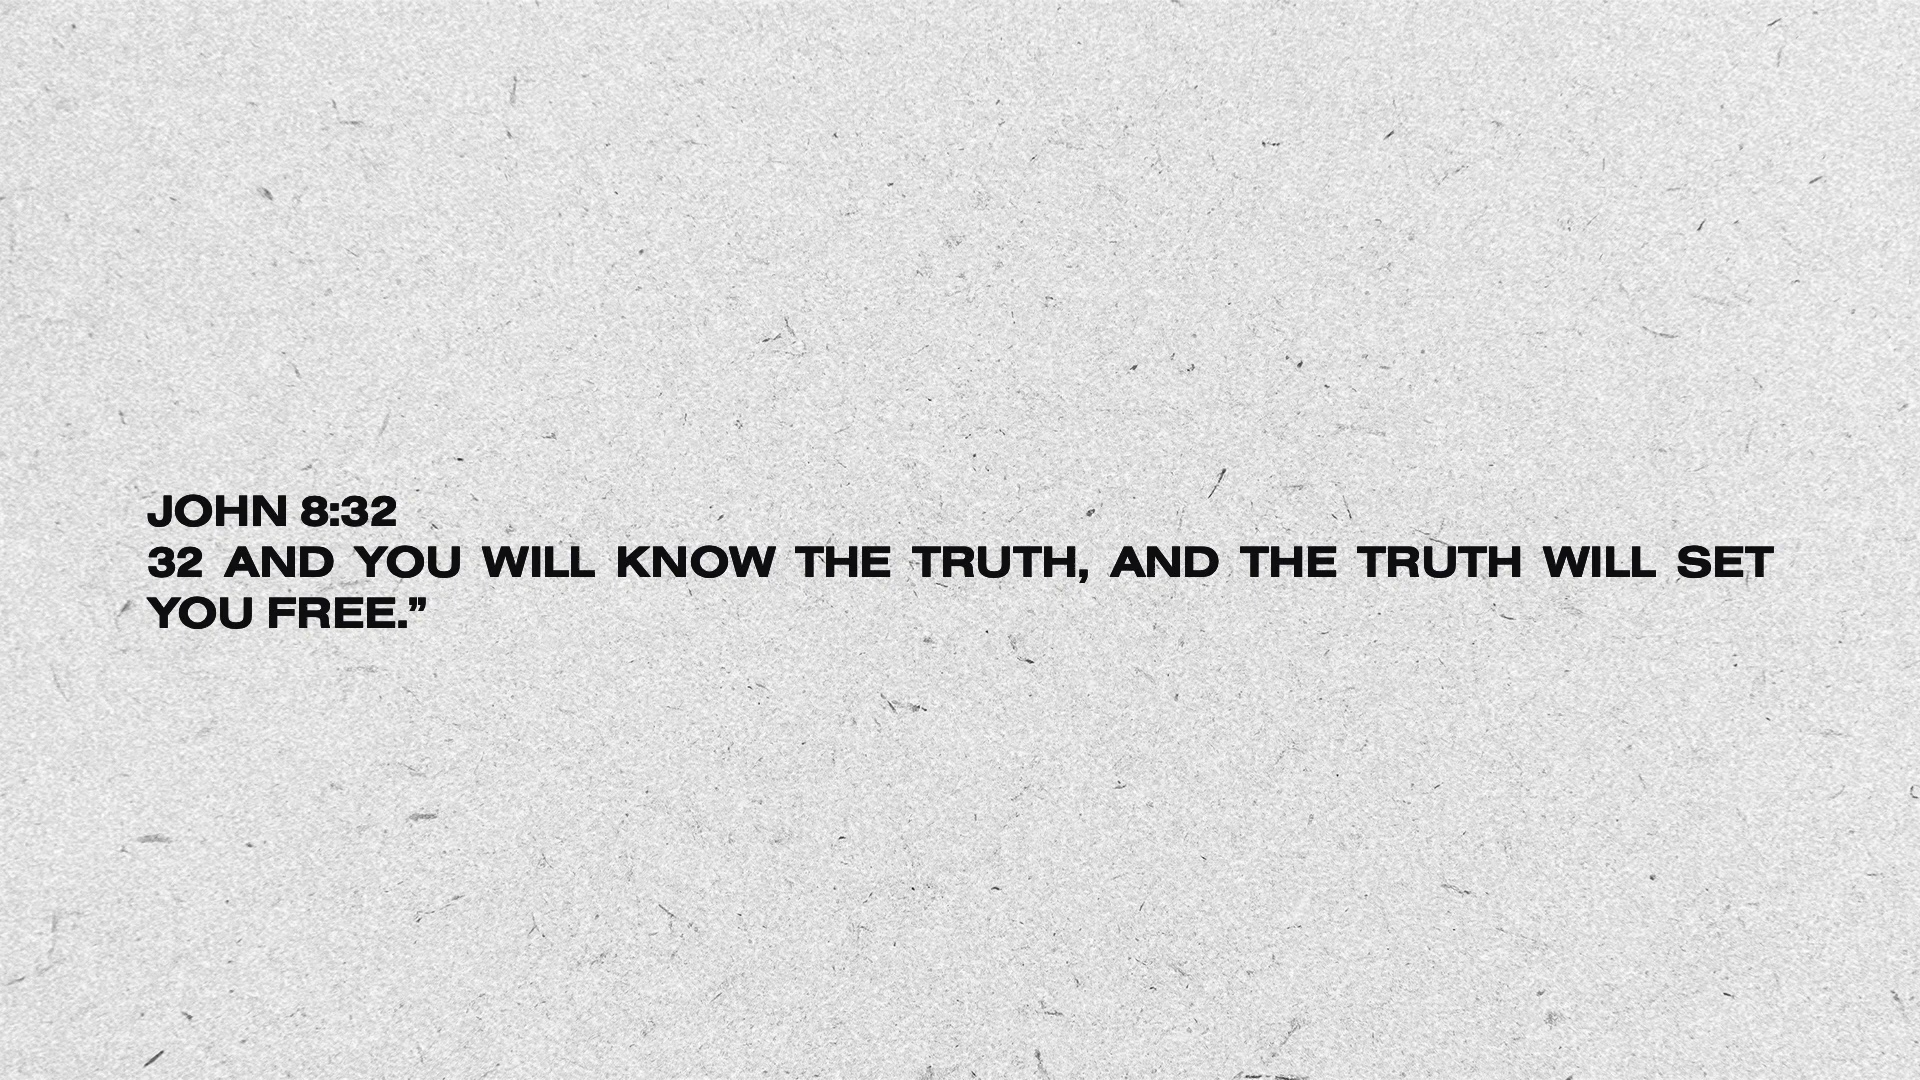 JOHN 8:32
32 AND YOU WILL KNOW THE TRUTH, AND THE TRUTH WILL SET
YOU FREE.”